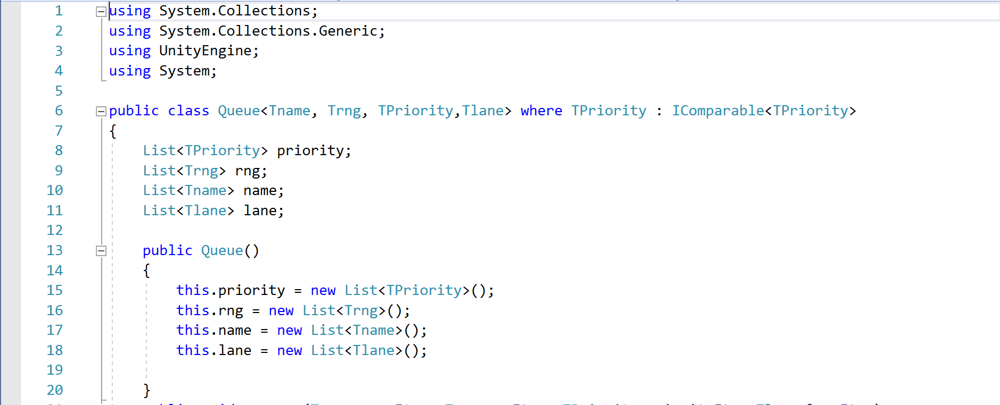 1 using System.Collections;
2 using System.Collections.Generic;
3 using UnityEngine;
4 using System;
5
6 public class Queue<Tname, Trng, TPriority,Tlane> where TPriority : IComparable<TPriority>
7 {
8 List<TPriority> priority;
9 List<Trng> rng;
10 List<Tname> name;
11 List<Tlane> lane;
12
13 public Queue()
14 {
15 this.priority = new List<TPriority>();
16 this.rng = new List<Trng>();
17 this.name = new List<Tname>();
18 this.lane = new List<Tlane>();
19
20 }